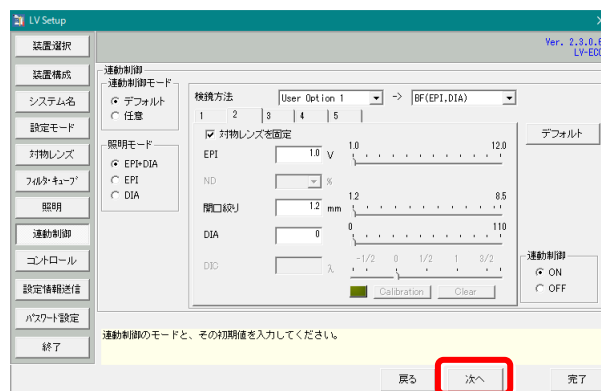 LV Setup
Ver. 2.3.0.6
LV-ECO
装置選択
装置構成
システム名
設定モード
対物レンズ
フィルタ・キューブ
照明
連動制御
コントロール
設定情報送信
パスワード設定
終了
連動制御
連動制御モード
デフォルト
任意
照明モード
EPI+DIA
EPI
DIA
検鏡方法 User Option 1 -> BF(EPI,DIA)
1 2 3 4 5
対物レンズを固定
EPI 1.0 V 1.0 12.0
ND %
開口絞り 1.2 mm 1.2 8.5
DIA 0 0 110
DIC λ -1/2 0 1/2 1 3/2
Calibration Clear
デフォルト
連動制御
ON
OFF
連動制御のモードと、その初期値を入力してください。
戻る 次へ 完了